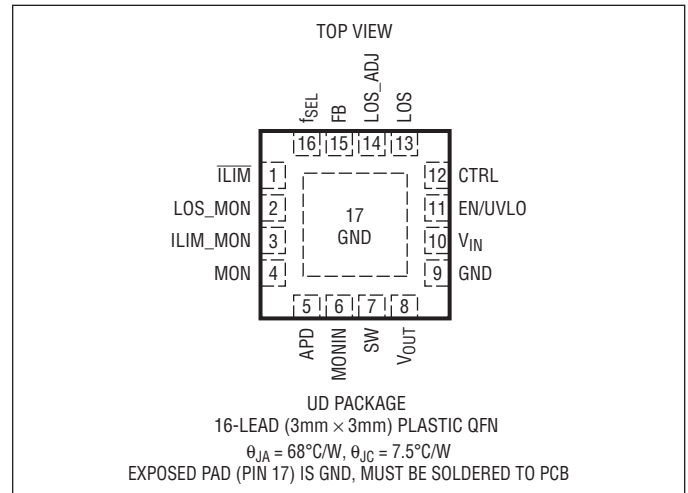 TOP VIEW
fSEL
FB
LOS_ADJ
LOS
16 15 14 13
ILIM 1
LOS_MON 2
ILIM_MON 3
MON 4
17
GND
12 CTRL
11 EN/UVLO
10 VIN
9 GND
5 6 7 8
APD
MONIN
SW
VOUT
UD PACKAGE
16-LEAD (3mm × 3mm) PLASTIC QFN
θJA = 68°C/W, θJC = 7.5°C/W
EXPOSED PAD (PIN 17) IS GND, MUST BE SOLDERED TO PCB